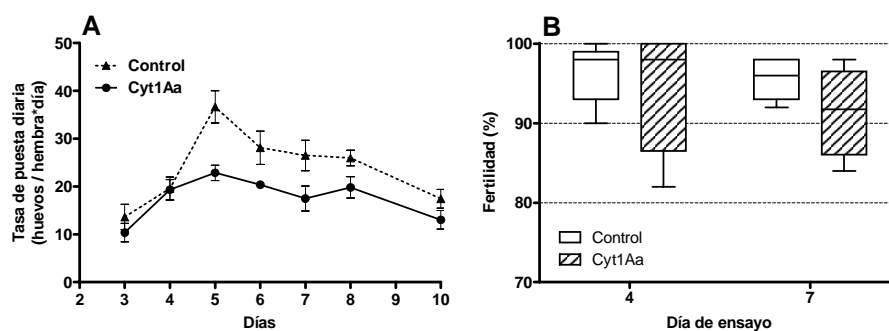 A
Tasa de puesta diaria
(huevos / hembra*día)
50
40
30
20
10
0
Control
Cyt1Aa
2 3 4 5 6 7 8 9 10
Días
B
Fertilidad (%)
100
90
80
70
Control
Cyt1Aa
4 7
Día de ensayo